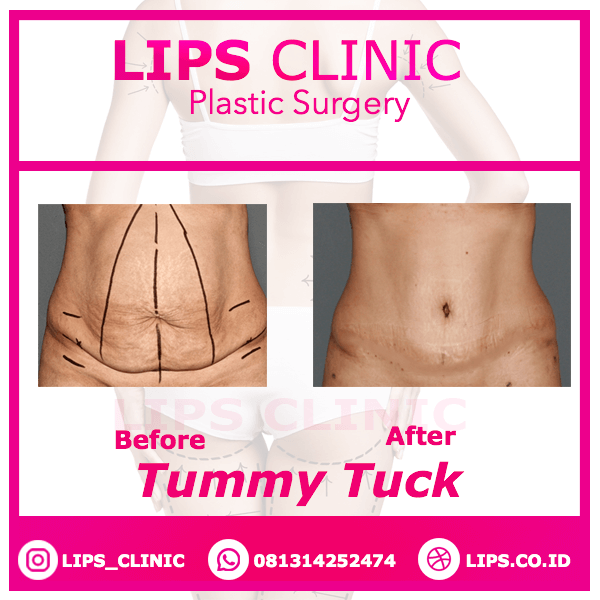 LIPS CLINIC
Plastic Surgery
LIPS CLINIC
Before
After
Tummy Tuck
LIPS_CLINIC
081314252474
LIPS.CO.ID